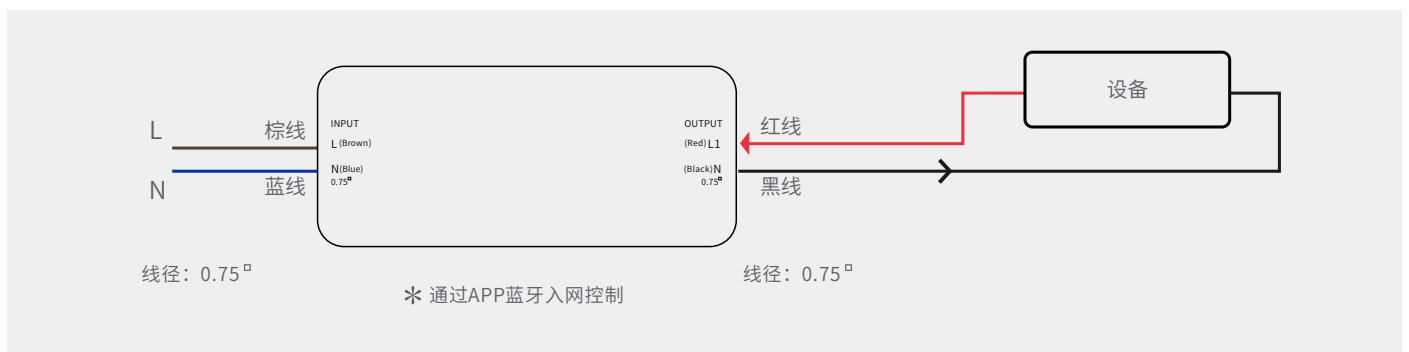 设备
L
棕线
INPUT
L (Brown)
N(Blue)
0.75□
OUTPUT
(Red) L1
(Black) N
0.75□
红线
N
蓝线
黑线
线径：0.75□
线径：0.75□
＊ 通过APP蓝牙入网控制